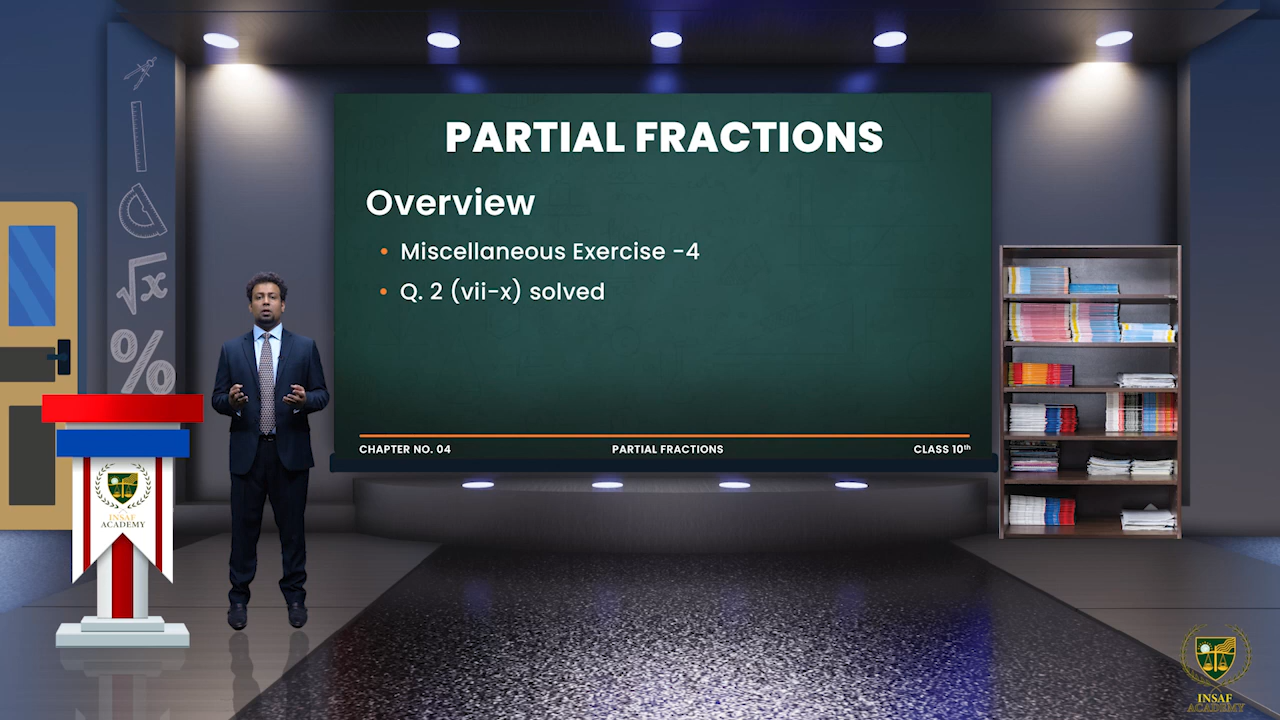 PARTIAL FRACTIONS
Overview
• Miscellaneous Exercise -4
• Q. 2 (vii-x) solved
CHAPTER NO. 04 PARTIAL FRACTIONS CLASS 10th
√x
%
INSAF
ACADEMY
INSAF
ACADEMY